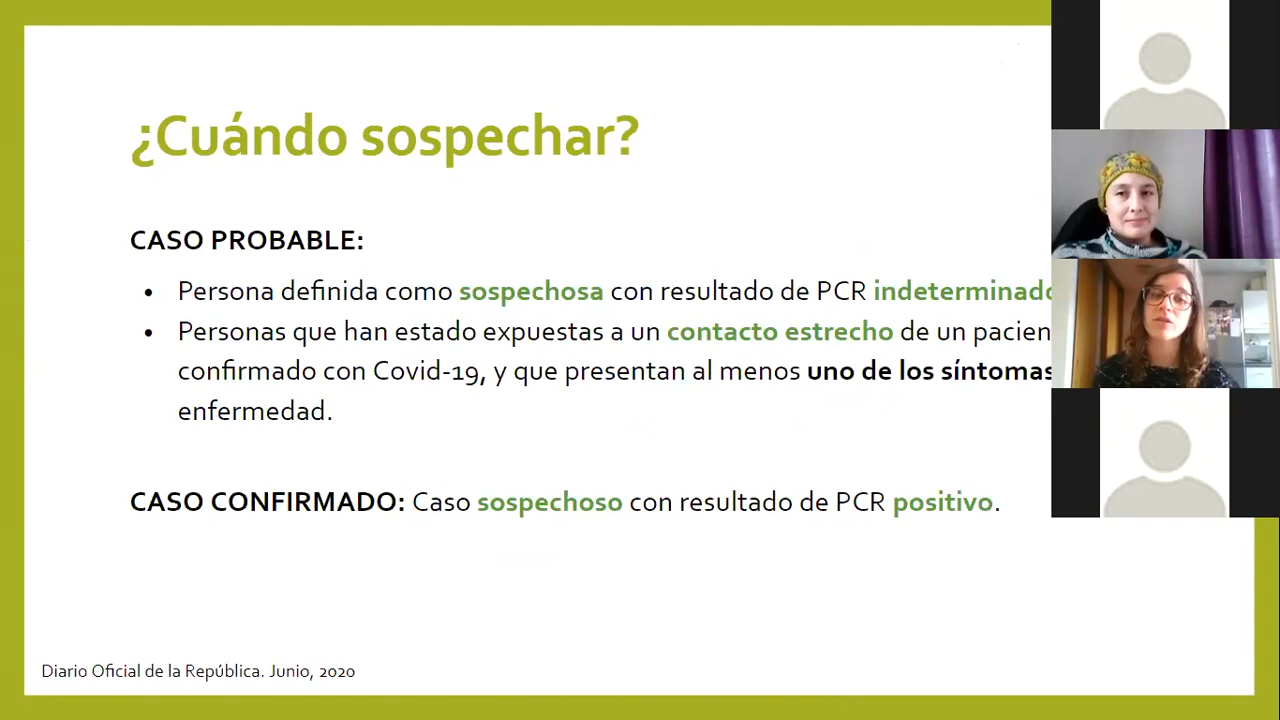 ¿Cuándo sospechar?
CASO PROBABLE:
• Persona definida como sospechosa con resultado de PCR indeterminado
• Personas que han estado expuestas a un contacto estrecho de un pacien
confirmado con Covid-19, y que presentan al menos uno de los síntomas
enfermedad.
CASO CONFIRMADO: Caso sospechoso con resultado de PCR positivo.
Diario Oficial de la República. Junio, 2020